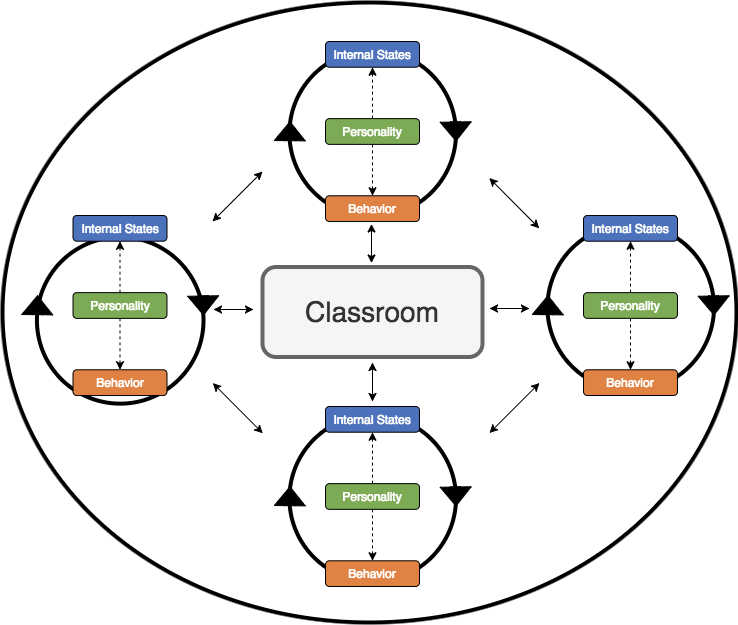 Internal States
Personality
Behavior
Internal States
Personality
Behavior
Classroom
Internal States
Personality
Behavior
Internal States
Personality
Behavior